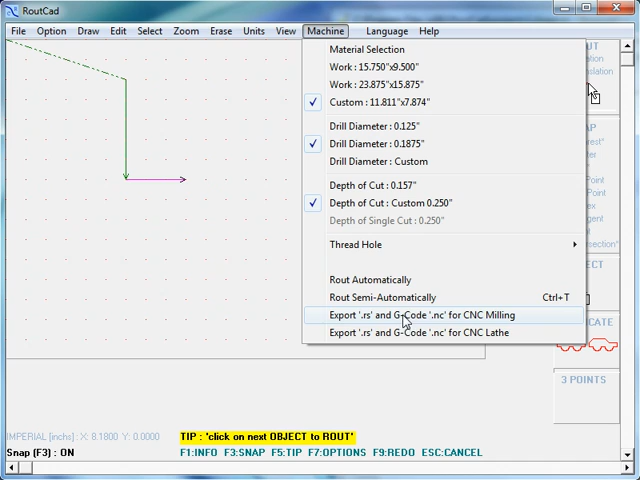 RoutCad
File Option Draw Edit Select Zoom Erase Units View Machine Language Help
Material Selection
Work : 15.750"x9.500"
Work : 23.875"x15.875"
Custom : 11.811"x7.874"
Drill Diameter : 0.125"
Drill Diameter : 0.1875"
Drill Diameter : Custom
Depth of Cut : 0.157"
Depth of Cut : Custom 0.250"
Depth of Single Cut : 0.250"
Thread Hole
Rout Automatically
Rout Semi-Automatically Ctrl+T
Export '.rs' and G-Code '.nc' for CNC Milling
Export '.rs' and G-Code '.nc' for CNC Lathe
3 POINTS
IMPERIAL [inchs] : X: 8.1800 Y: 0.0000
TIP : 'click on next OBJECT to ROUT'
Snap (F3) : ON
F1:INFO F3:SNAP F5:TIP F7:OPTIONS F9:REDO ESC:CANCEL